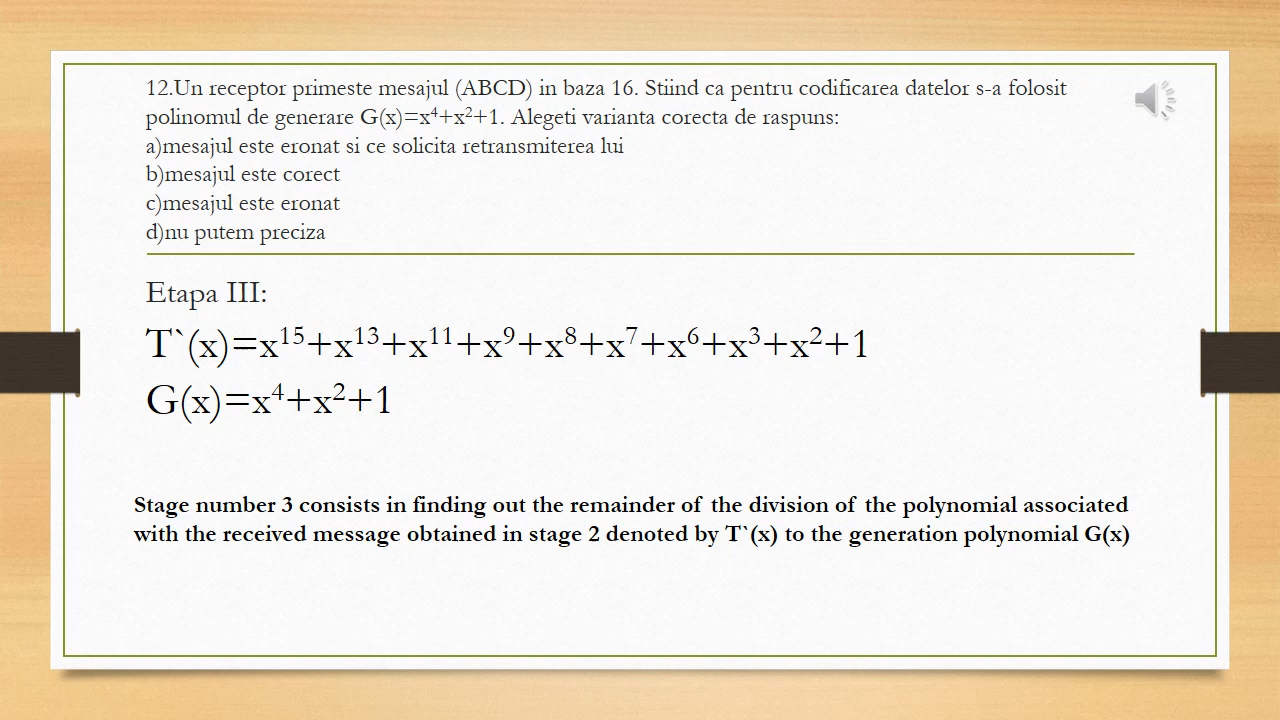 12.Un receptor primeste mesajul (ABCD) in baza 16. Stiind ca pentru codificarea datelor s-a folosit
polinomul de generare G(x)=x⁴+x²+1. Alegeti varianta corecta de raspuns:
a)mesajul este eronat si ce solicita retransmiterea lui
b)mesajul este corect
c)mesajul este eronat
d)nu putem preciza
Etapa III:
T`(x)=x¹⁵+x¹³+x¹¹+x⁹+x⁸+x⁷+x⁶+x³+x²+1
G(x)=x⁴+x²+1
Stage number 3 consists in finding out the remainder of the division of the polynomial associated
with the received message obtained in stage 2 denoted by T`(x) to the generation polynomial G(x)